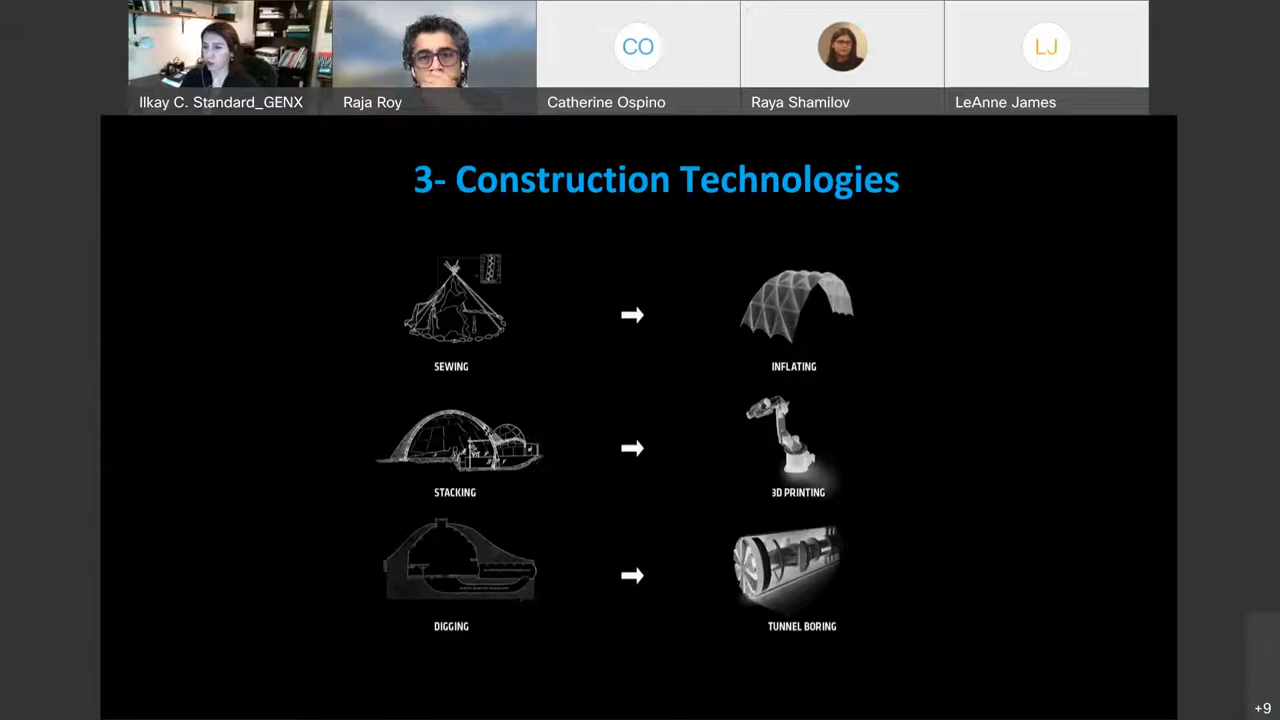 CO
LJ
Ilkay C. Standard_GENX
Raja Roy
Catherine Ospino
Raya Shamilov
LeAnne James
3- Construction Technologies
SEWING
INFLATING
STACKING
3D PRINTING
DIGGING
TUNNEL BORING
+9